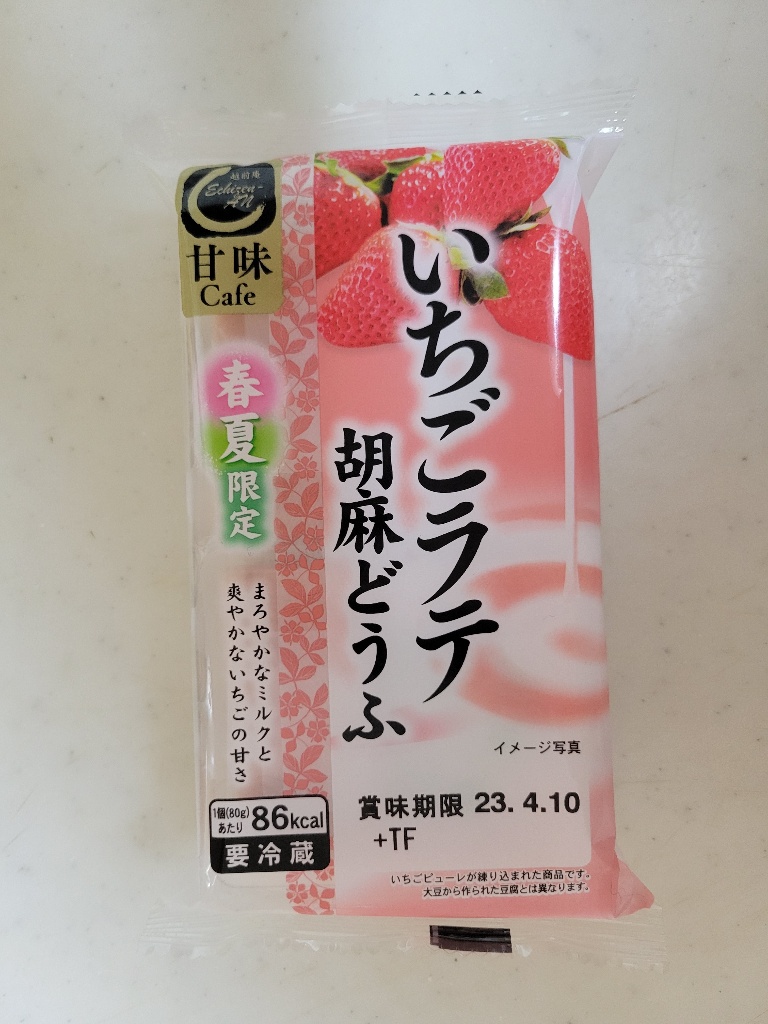 越前庵
Echizen-
AN
甘味
Cafe
春夏限定
まろやかなミルクと
爽やかないちごの甘さ
いちごラテ
胡麻どうふ
イメージ写真
賞味期限 23. 4.10
+TF
1個(80g)
あたり
86kcal
要冷蔵
いちごピューレが練り込まれた商品です。
大豆から作られた豆腐とは異なります。